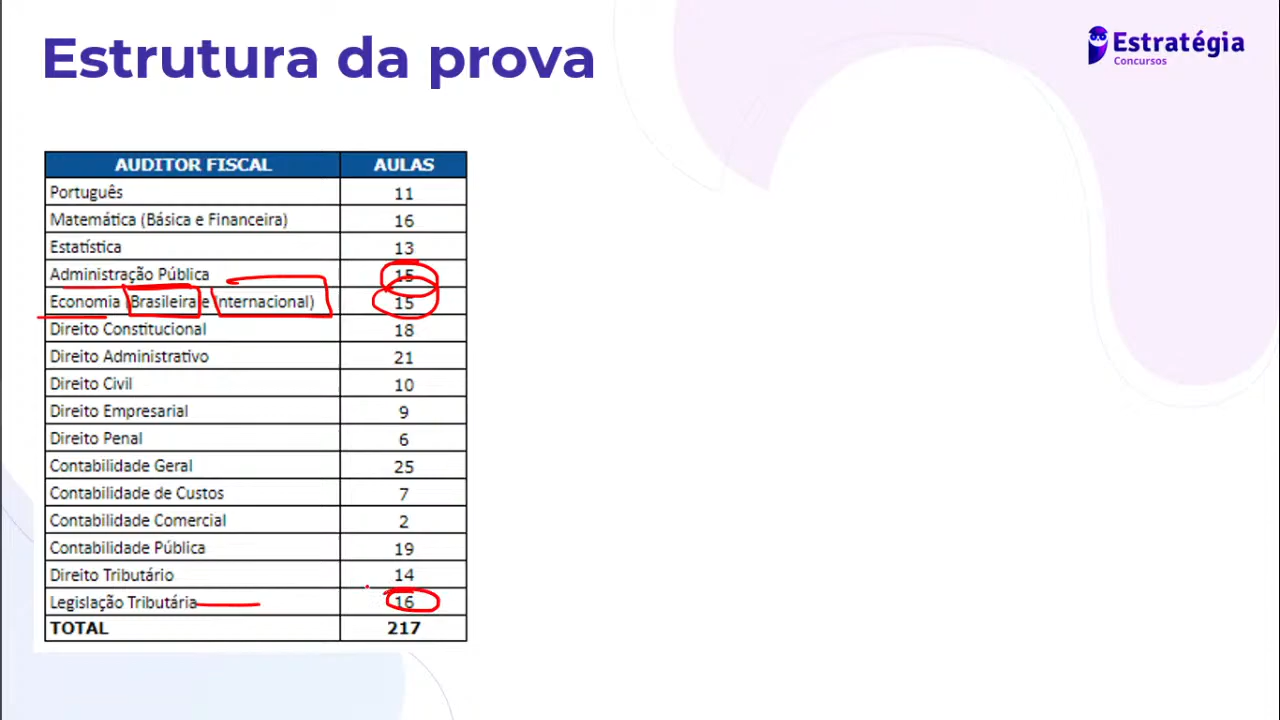 Estrutura da prova
Estratégia
Concursos
AUDITOR FISCAL AULAS
Português 11
Matemática (Básica e Financeira) 16
Estatística 13
Administração Pública 15
Economia (Brasileira e Internacional) 15
Direito Constitucional 18
Direito Administrativo 21
Direito Civil 10
Direito Empresarial 9
Direito Penal 6
Contabilidade Geral 25
Contabilidade de Custos 7
Contabilidade Comercial 2
Contabilidade Pública 19
Direito Tributário 14
Legislação Tributária 16
TOTAL 217